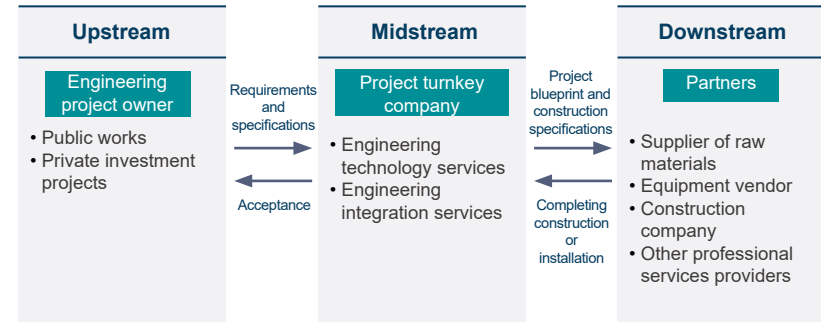 Upstream
Engineering
project owner
• Public works
• Private investment
projects
Requirements
and
specifications
Acceptance
Midstream
Project turnkey
company
• Engineering
technology services
• Engineering
integration services
Project
blueprint and
construction
specifications
Completing
construction
or
installation
Downstream
Partners
• Supplier of raw
materials
• Equipment vendor
• Construction
company
• Other professional
services providers